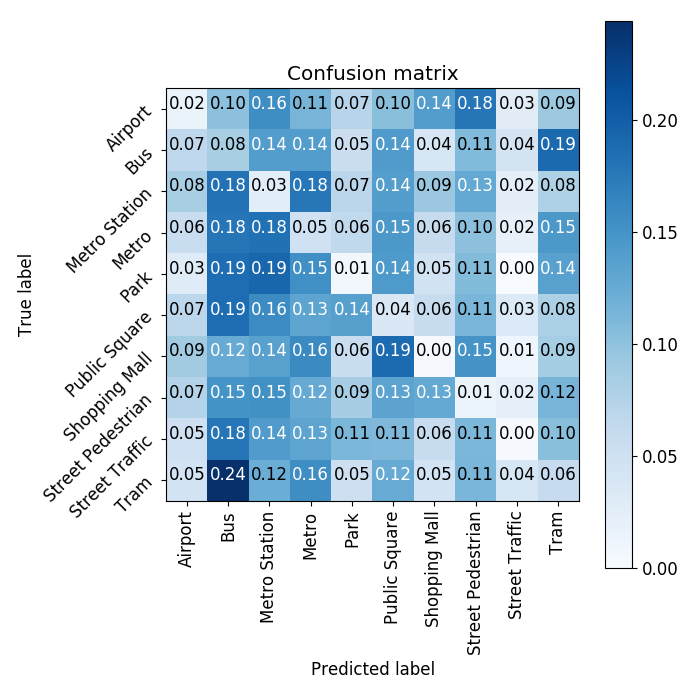 Confusion matrix
True label
Airport 0.02 0.10 0.16 0.11 0.07 0.10 0.14 0.18 0.03 0.09
Bus 0.07 0.08 0.14 0.14 0.05 0.14 0.04 0.11 0.04 0.19
Metro Station 0.08 0.18 0.03 0.18 0.07 0.14 0.09 0.13 0.02 0.08
Metro 0.06 0.18 0.18 0.05 0.06 0.15 0.06 0.10 0.02 0.15
Park 0.03 0.19 0.19 0.15 0.01 0.14 0.05 0.11 0.00 0.14
Public Square 0.07 0.19 0.16 0.13 0.14 0.04 0.06 0.11 0.03 0.08
Shopping Mall 0.09 0.12 0.14 0.16 0.06 0.19 0.00 0.15 0.01 0.09
Street Pedestrian 0.07 0.15 0.15 0.12 0.09 0.13 0.13 0.01 0.02 0.12
Street Traffic 0.05 0.18 0.14 0.13 0.11 0.11 0.06 0.11 0.00 0.10
Tram 0.05 0.24 0.12 0.16 0.05 0.12 0.05 0.11 0.04 0.06
Airport
Bus
Metro Station
Metro
Park
Public Square
Shopping Mall
Street Pedestrian
Street Traffic
Tram
Predicted label
0.20
0.15
0.10
0.05
0.00